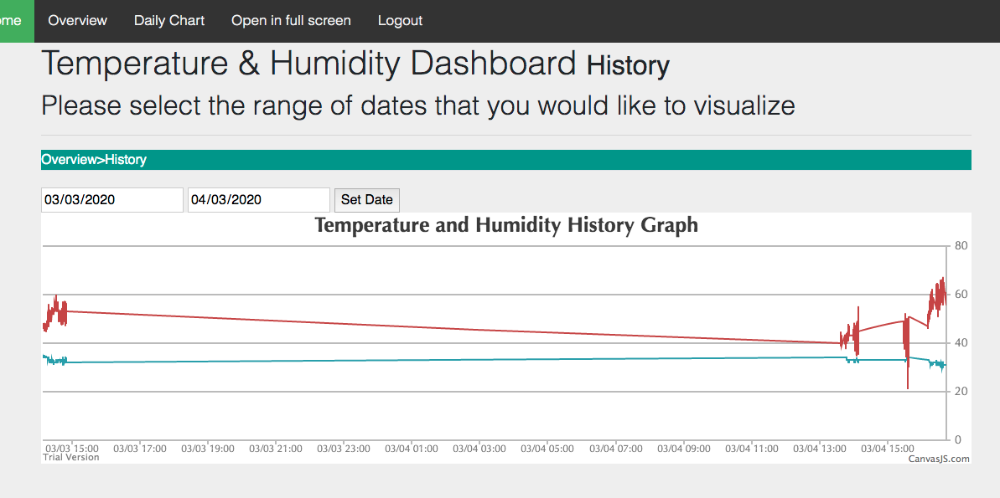 ome Overview Daily Chart Open in full screen Logout
Temperature & Humidity Dashboard History
Please select the range of dates that you would like to visualize
Overview>History
03/03/2020 04/03/2020 Set Date
Temperature and Humidity History Graph
80
60
40
20
0
03/03 15:00 03/03 17:00 03/03 19:00 03/03 21:00 03/03 23:00 03/04 01:00 03/04 03:00 03/04 05:00 03/04 07:00 03/04 09:00 03/04 11:00 03/04 13:00 03/04 15:00
Trial Version CanvasJS.com